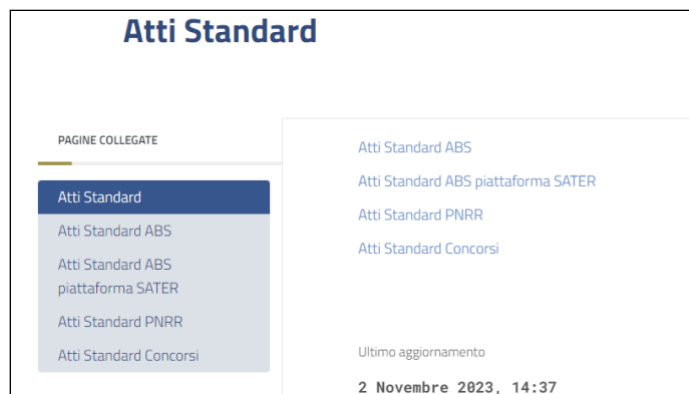 Atti Standard
PAGINE COLLEGATE
Atti Standard
Atti Standard ABS
Atti Standard ABS
piattaforma SATER
Atti Standard PNRR
Atti Standard Concorsi
Atti Standard ABS
Atti Standard ABS piattaforma SATER
Atti Standard PNRR
Atti Standard Concorsi
Ultimo aggiornamento
2 Novembre 2023, 14:37